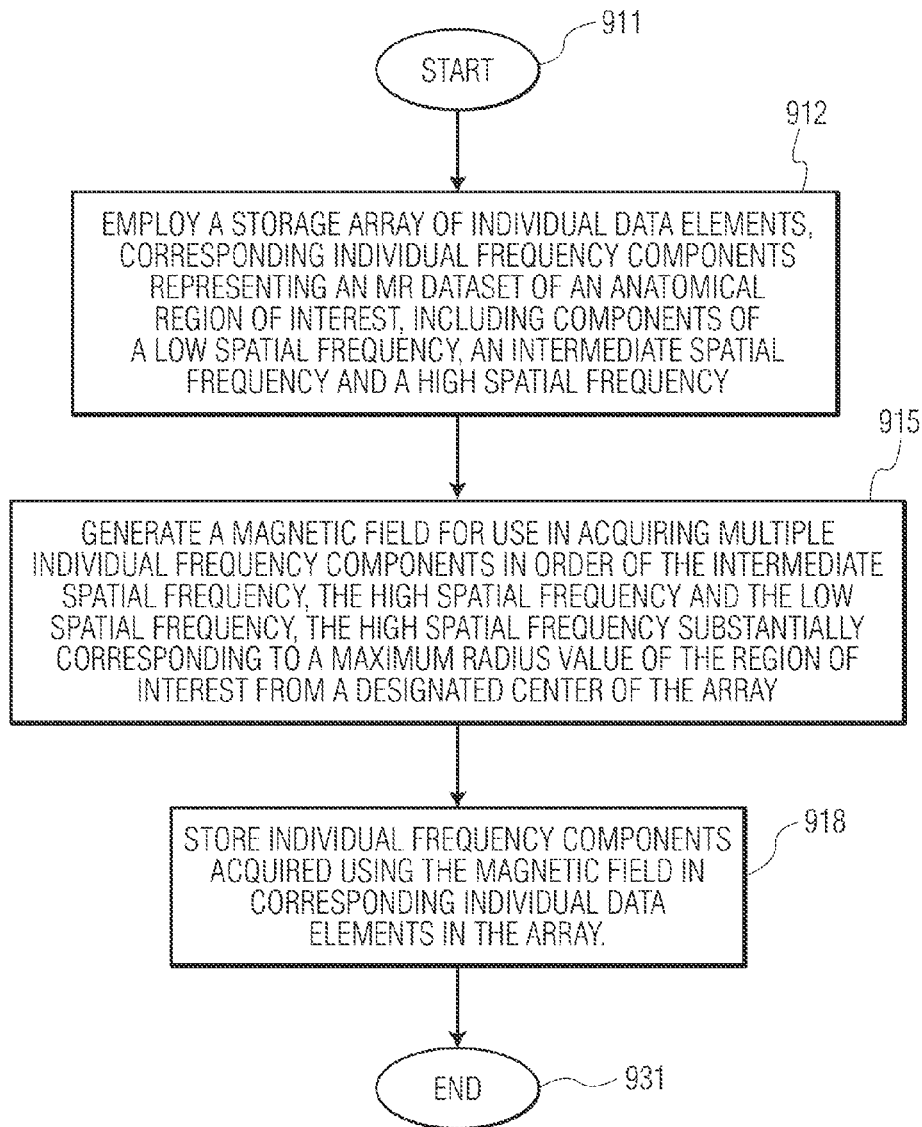 911
START
912
EMPLOY A STORAGE ARRAY OF INDIVIDUAL DATA ELEMENTS,
CORRESPONDING INDIVIDUAL FREQUENCY COMPONENTS
REPRESENTING AN MR DATASET OF AN ANATOMICAL
REGION OF INTEREST, INCLUDING COMPONENTS OF
A LOW SPATIAL FREQUENCY, AN INTERMEDIATE SPATIAL
FREQUENCY AND A HIGH SPATIAL FREQUENCY
915
GENERATE A MAGNETIC FIELD FOR USE IN ACQUIRING MULTIPLE
INDIVIDUAL FREQUENCY COMPONENTS IN ORDER OF THE INTERMEDIATE
SPATIAL FREQUENCY, THE HIGH SPATIAL FREQUENCY AND THE LOW
SPATIAL FREQUENCY, THE HIGH SPATIAL FREQUENCY SUBSTANTIALLY
CORRESPONDING TO A MAXIMUM RADIUS VALUE OF THE REGION OF
INTEREST FROM A DESIGNATED CENTER OF THE ARRAY
918
STORE INDIVIDUAL FREQUENCY COMPONENTS
ACQUIRED USING THE MAGNETIC FIELD IN
CORRESPONDING INDIVIDUAL DATA
ELEMENTS IN THE ARRAY.
END
931